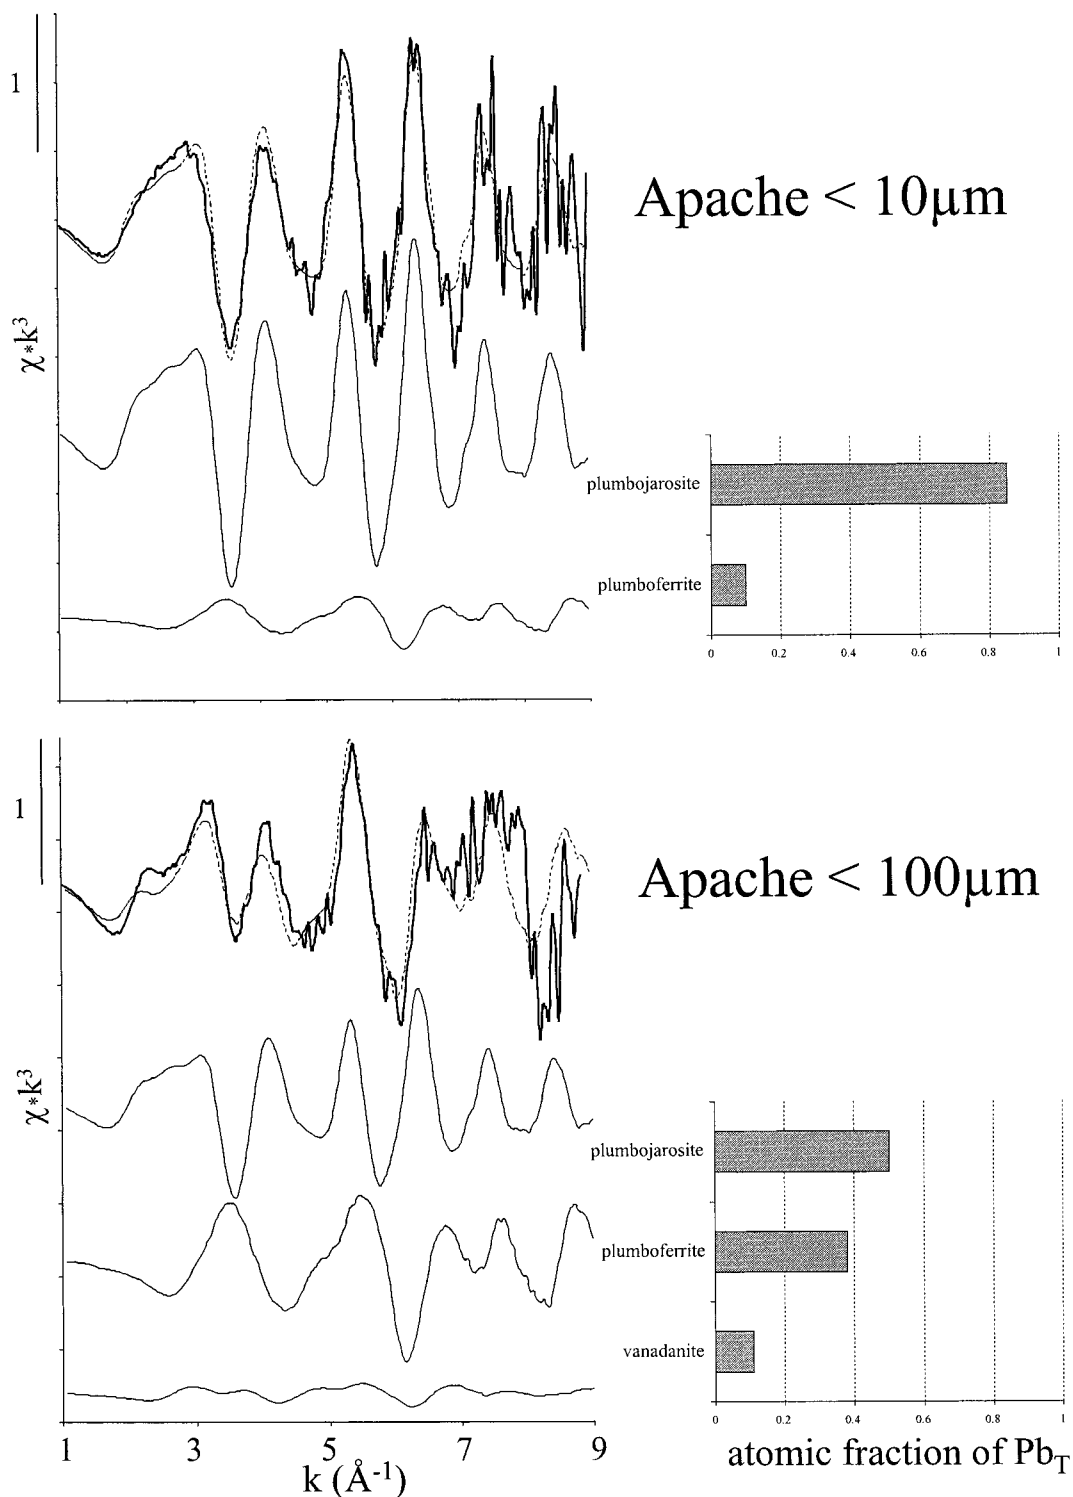 1
χ*k³
Apache < 10µm
plumbojarosite
plumboferrite
0 0.2 0.4 0.6 0.8 1
1
χ*k³
Apache < 100µm
plumbojarosite
plumboferrite
vanadanite
0 0.2 0.4 0.6 0.8 1
1 3 5 7 9
k (Å⁻¹)
atomic fraction of Pb_T